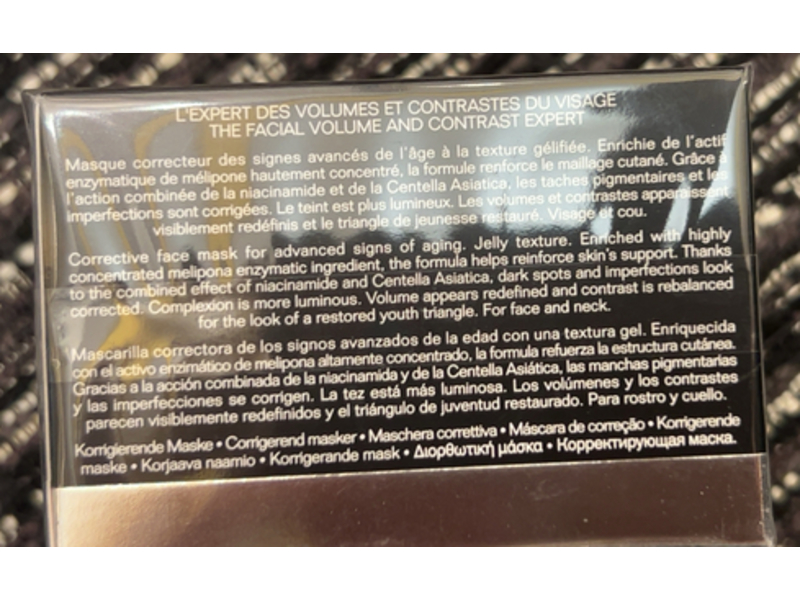 L'EXPERT DES VOLUMES ET CONTRASTES DU VISAGE
THE FACIAL VOLUME AND CONTRAST EXPERT
Masque correcteur des signes avancés de l'âge à la texture gélifiée. Enrichie de l'actif
enzymatique de mélipone hautement concentré, la formule renforce le maillage cutané. Grâce à
l'action combinée de la niacinamide et de la Centella Asiatica, les taches pigmentaires et les
imperfections sont corrigées. Le teint est plus lumineux. Les volumes et contrastes apparaissent
visiblement redéfinis et le triangle de jeunesse restauré. Visage et cou.
Corrective face mask for advanced signs of aging. Jelly texture. Enriched with highly
concentrated melipona enzymatic ingredient, the formula helps reinforce skin's support. Thanks
to the combined effect of niacinamide and Centella Asiatica, dark spots and imperfections look
corrected. Complexion is more luminous. Volume appears redefined and contrast is rebalanced
for the look of a restored youth triangle. For face and neck.
Mascarilla correctora de los signos avanzados de la edad con una textura gel. Enriquecida
con el activo enzimático de melipona altamente concentrado, la formula refuerza la estructura cutánea.
Gracias a la acción combinada de la niacinamida y de la Centella Asiática, las manchas pigmentarias
y las imperfecciones se corrigen. La tez está más luminosa. Los volúmenes y los contrastes
parecen visiblemente redefinidos y el triángulo de juventud restaurado. Para rostro y cuello.
Korrigierende Maske • Corrigerend masker • Maschera correttiva • Máscara de correção • Korrigerende
maske • Korjaava naamio • Korrigerande mask • Διορθωτική μάσκα • Корректирующая маска.